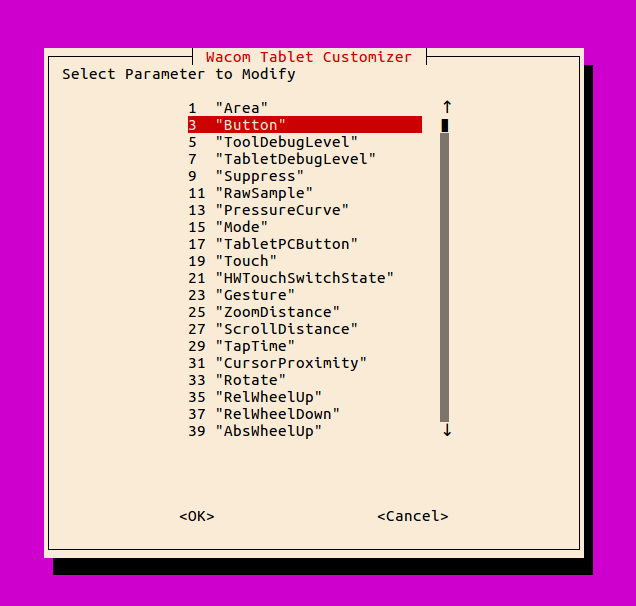 Wacom Tablet Customizer
Select Parameter to Modify
1 "Area" ↑
3 "Button"
5 "ToolDebugLevel"
7 "TabletDebugLevel"
9 "Suppress"
11 "RawSample"
13 "PressureCurve"
15 "Mode"
17 "TabletPCButton"
19 "Touch"
21 "HWTouchSwitchState"
23 "Gesture"
25 "ZoomDistance"
27 "ScrollDistance"
29 "TapTime"
31 "CursorProximity"
33 "Rotate"
35 "RelWheelUp"
37 "RelWheelDown"
39 "AbsWheelUp" ↓
<OK> <Cancel>